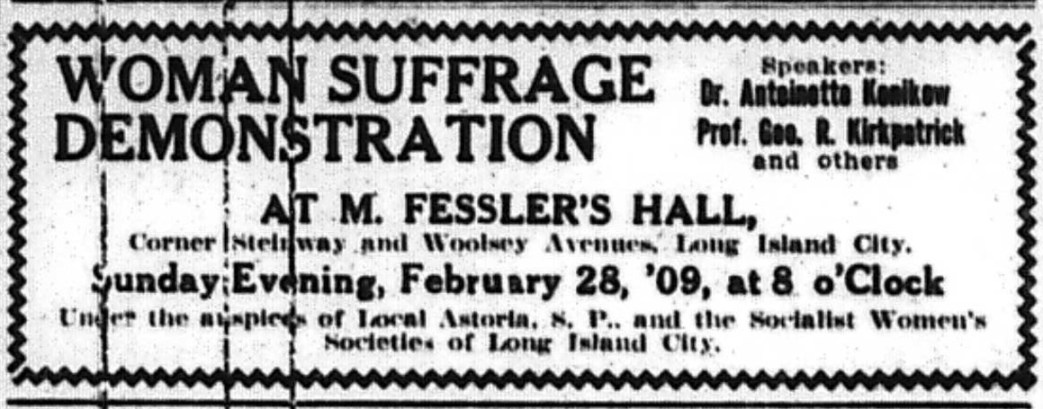 WOMAN SUFFRAGE
DEMONSTRATION
Speakers:
Dr. Antoinette Konikow
Prof. Geo. R. Kirkpatrick
and others
AT M. FESSLER'S HALL,
Corner Steinway and Woolsey Avenues, Long Island City.
Sunday Evening, February 28, '09, at 8 o'Clock
Under the auspices of Local Astoria, S. P., and the Socialist Women's
Societies of Long Island City.